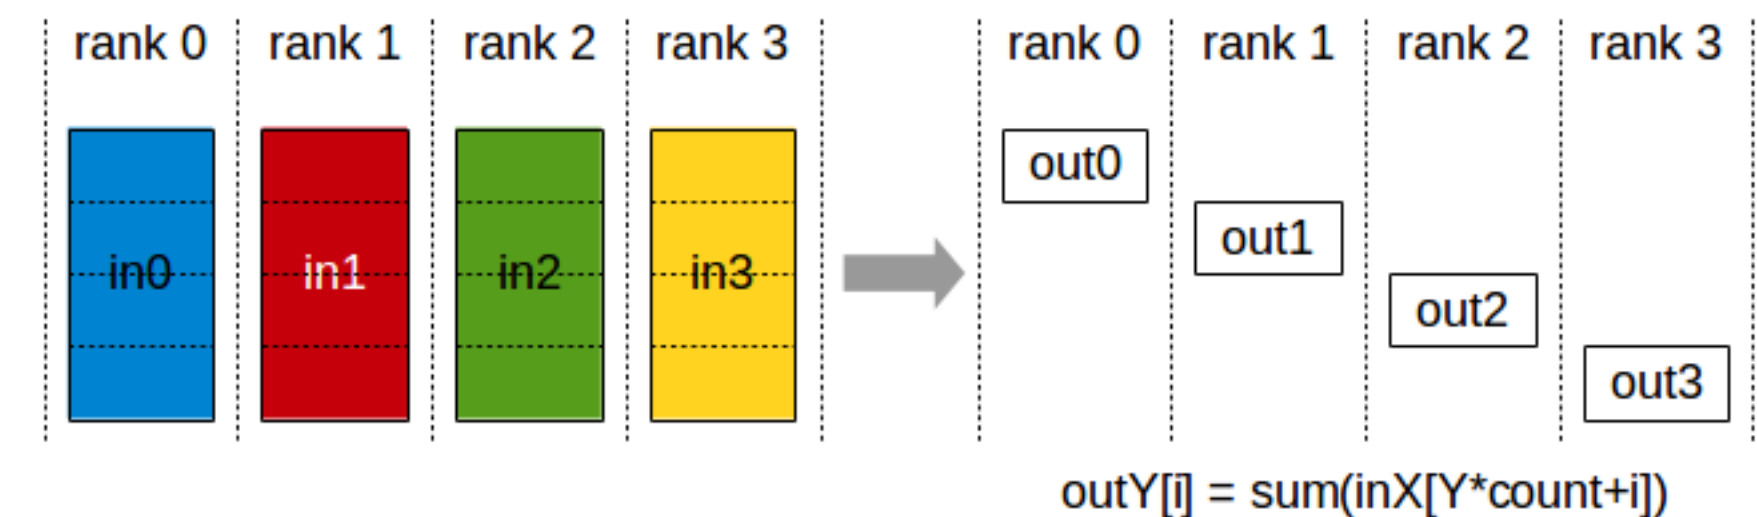 rank 0 rank 1 rank 2 rank 3 rank 0 rank 1 rank 2 rank 3
out0
out1
in0 in1 in2 in3
out2
out3
outY[i] = sum(inX[Y*count+i])